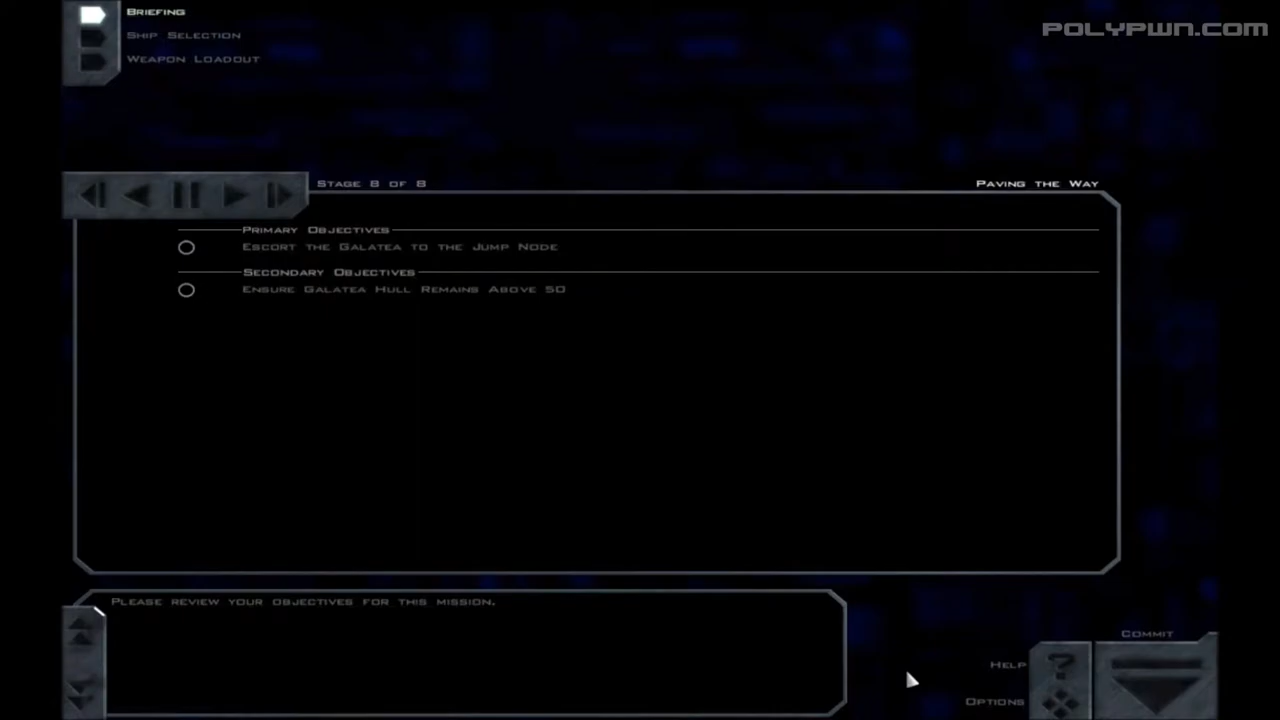 Briefing
Ship Selection
Weapon Loadout
POLYPWN.COM
Stage 8 of 8
Paving the Way
Primary Objectives
Escort the Galatea to the Jump Node
Secondary Objectives
Ensure Galatea Hull Remains Above 50
Please review your objectives for this mission.
Commit
Help
?
Options